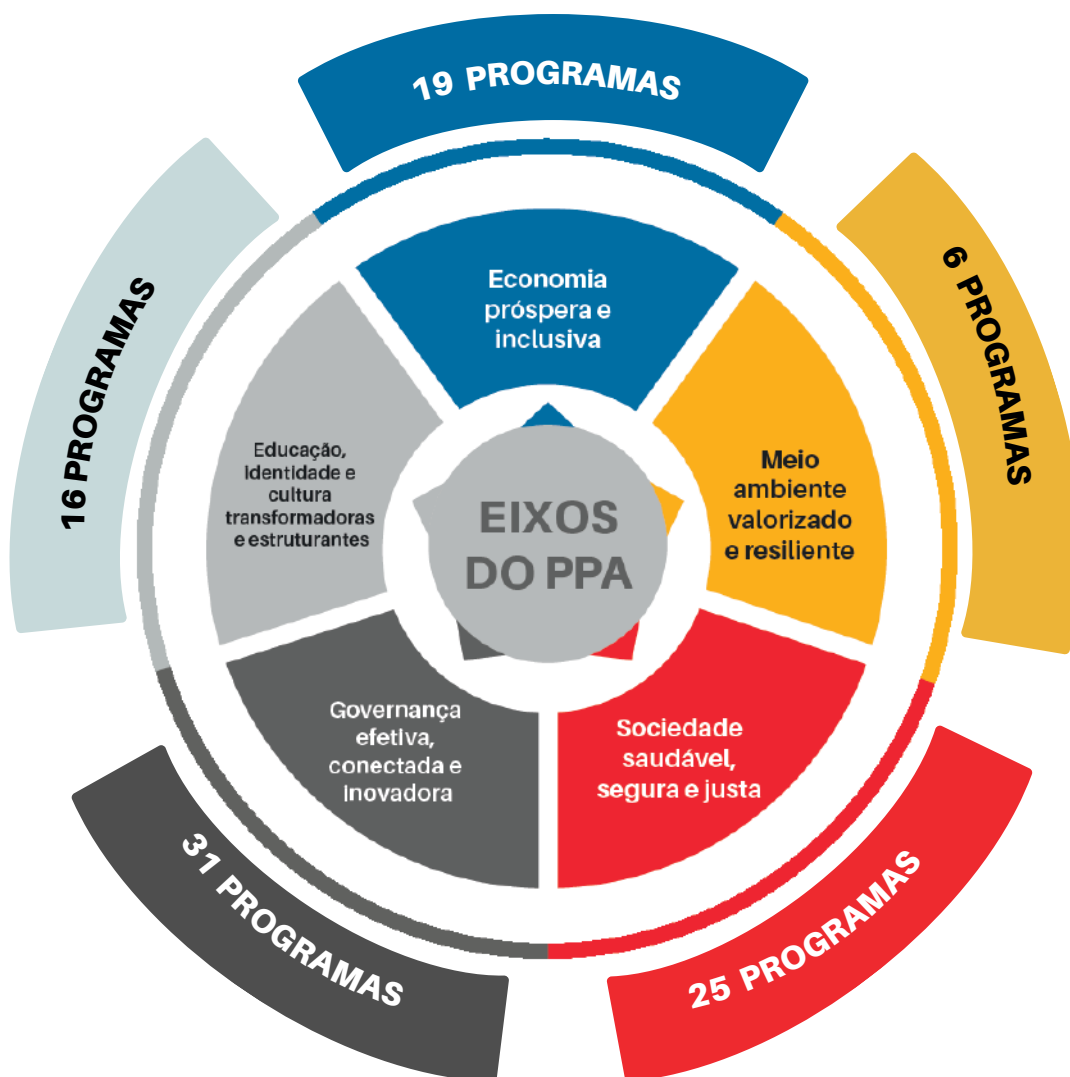 19 PROGRAMAS
Economia
próspera e
inclusiva
6 PROGRAMAS
Meio
ambiente
valorizado
e resiliente
25 PROGRAMAS
Sociedade
saudável,
segura e justa
31 PROGRAMAS
Governança
efetiva,
conectada e
inovadora
16 PROGRAMAS
Educação,
identidade e
cultura
transformadoras
e estruturantes
EIXOS
DO PPA